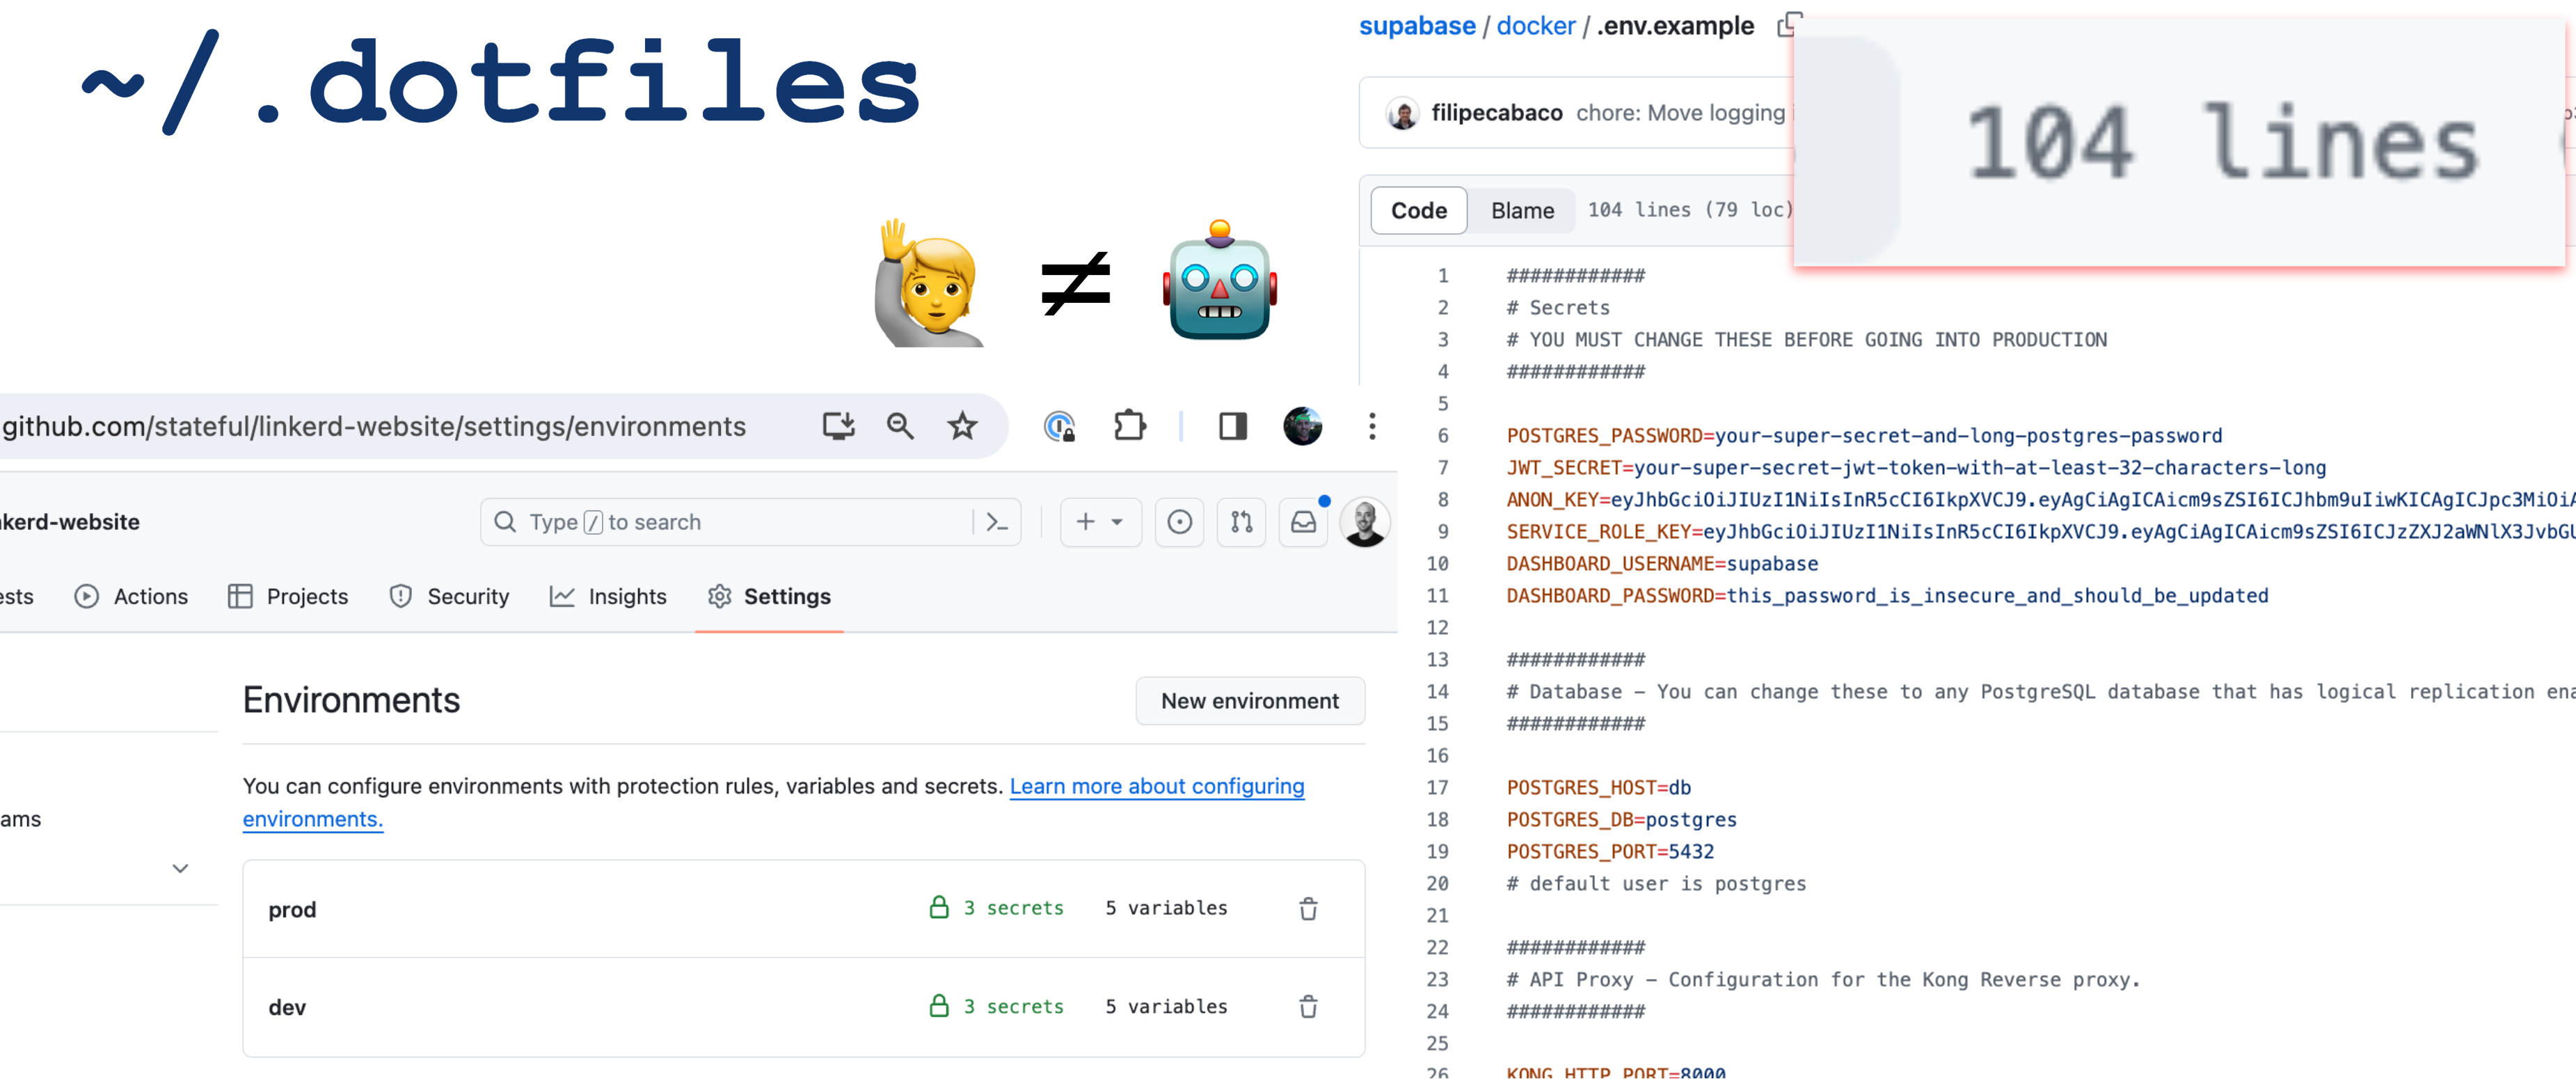 ~/.dotfiles
≠
github.com/stateful/linkerd-website/settings/environments
nkerd-website
Type / to search
ests
Actions
Projects
Security
Insights
Settings
Environments
New environment
You can configure environments with protection rules, variables and secrets. Learn more about configuring
environments.
ams
prod 3 secrets 5 variables
dev 3 secrets 5 variables
supabase / docker / .env.example
filipecabaco chore: Move logging
104 lines
Code Blame 104 lines (79 loc)
1 ############
2 # Secrets
3 # YOU MUST CHANGE THESE BEFORE GOING INTO PRODUCTION
4 ############
5
6 POSTGRES_PASSWORD=your-super-secret-and-long-postgres-password
7 JWT_SECRET=your-super-secret-jwt-token-with-at-least-32-characters-long
8 ANON_KEY=eyJhbGciOiJIUzI1NiIsInR5cCI6IkpXVCJ9.eyAgCiAgICAicm9sZSI6ICJhbm9uIiwKICAgICJpc3MiOiA
9 SERVICE_ROLE_KEY=eyJhbGciOiJIUzI1NiIsInR5cCI6IkpXVCJ9.eyAgCiAgICAicm9sZSI6ICJzZXJ2aWNlX3JvbGU
10 DASHBOARD_USERNAME=supabase
11 DASHBOARD_PASSWORD=this_password_is_insecure_and_should_be_updated
12
13 ############
14 # Database - You can change these to any PostgreSQL database that has logical replication ena
15 ############
16
17 POSTGRES_HOST=db
18 POSTGRES_DB=postgres
19 POSTGRES_PORT=5432
20 # default user is postgres
21
22 ############
23 # API Proxy - Configuration for the Kong Reverse proxy.
24 ############
25
26 KONG_HTTP_PORT=8000